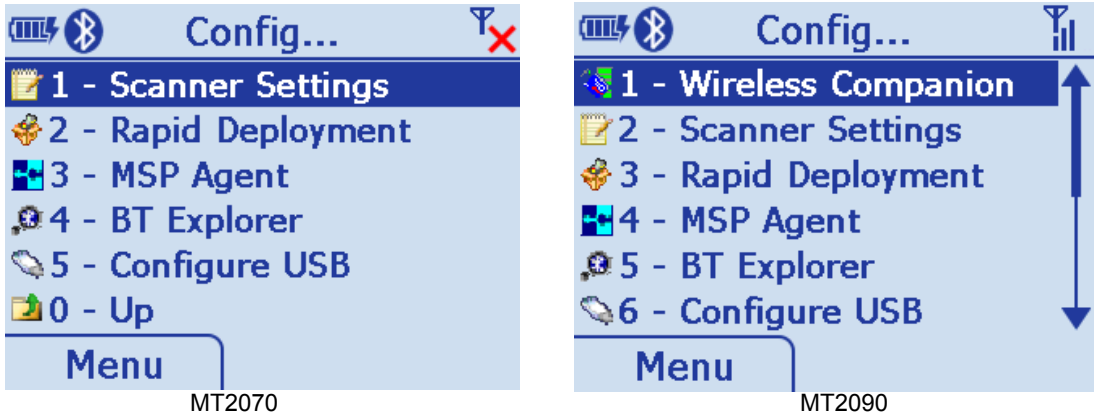 Config...
1 - Scanner Settings
2 - Rapid Deployment
3 - MSP Agent
4 - BT Explorer
5 - Configure USB
0 - Up
Menu
MT2070
Config...
1 - Wireless Companion
2 - Scanner Settings
3 - Rapid Deployment
4 - MSP Agent
5 - BT Explorer
6 - Configure USB
Menu
MT2090